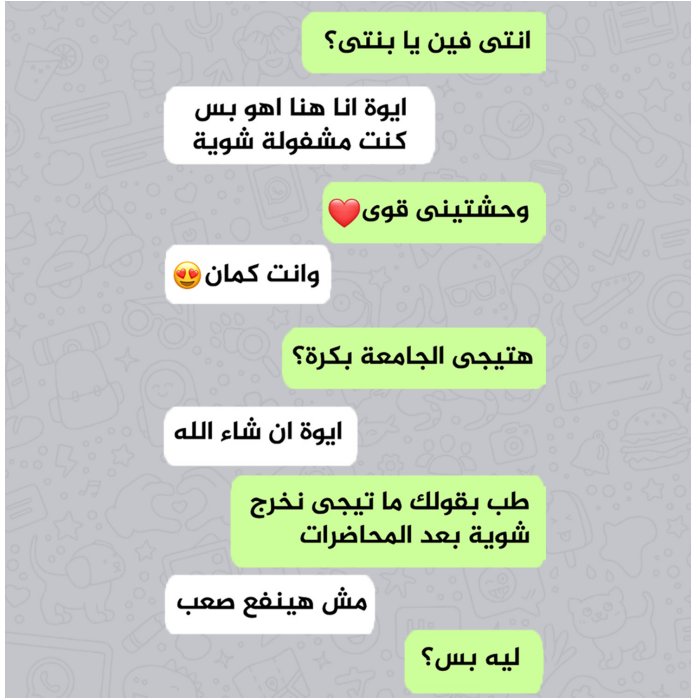 انتى فين يا بنتى؟
ايوة انا هنا اهو بس
كنت مشغولة شوية
وحشتينى قوى❤️
وانت كمان😍
هتيجى الجامعة بكرة؟
ايوة ان شاء الله
طب بقولك ما تيجى نخرج
شوية بعد المحاضرات
مش هينفع صعب
ليه بس؟